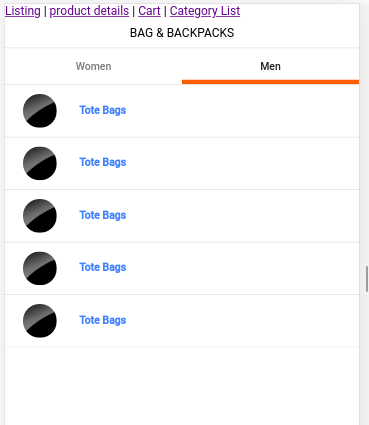 Listing | product details | Cart | Category List
BAG & BACKPACKS
Women Men
Tote Bags
Tote Bags
Tote Bags
Tote Bags
Tote Bags